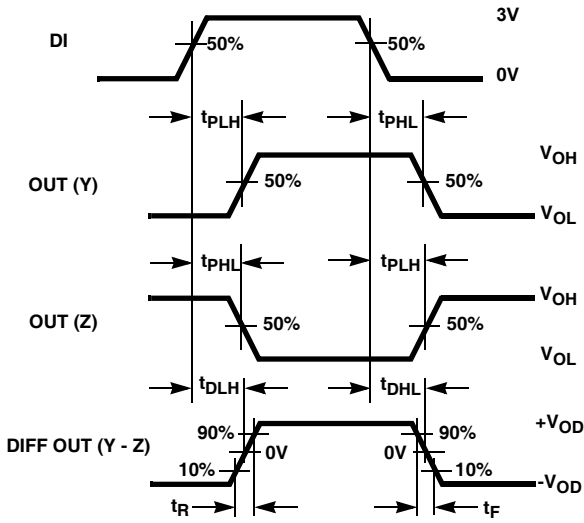 3V
DI
50%
50%
0V
tPLH
tPHL
VOH
OUT (Y)
50%
50%
VOL
tPHL
tPLH
VOH
OUT (Z)
50%
50%
VOL
tDLH
tDHL
+VOD
90%
90%
DIFF OUT (Y - Z)
0V
0V
10%
10%
-VOD
tR
tF